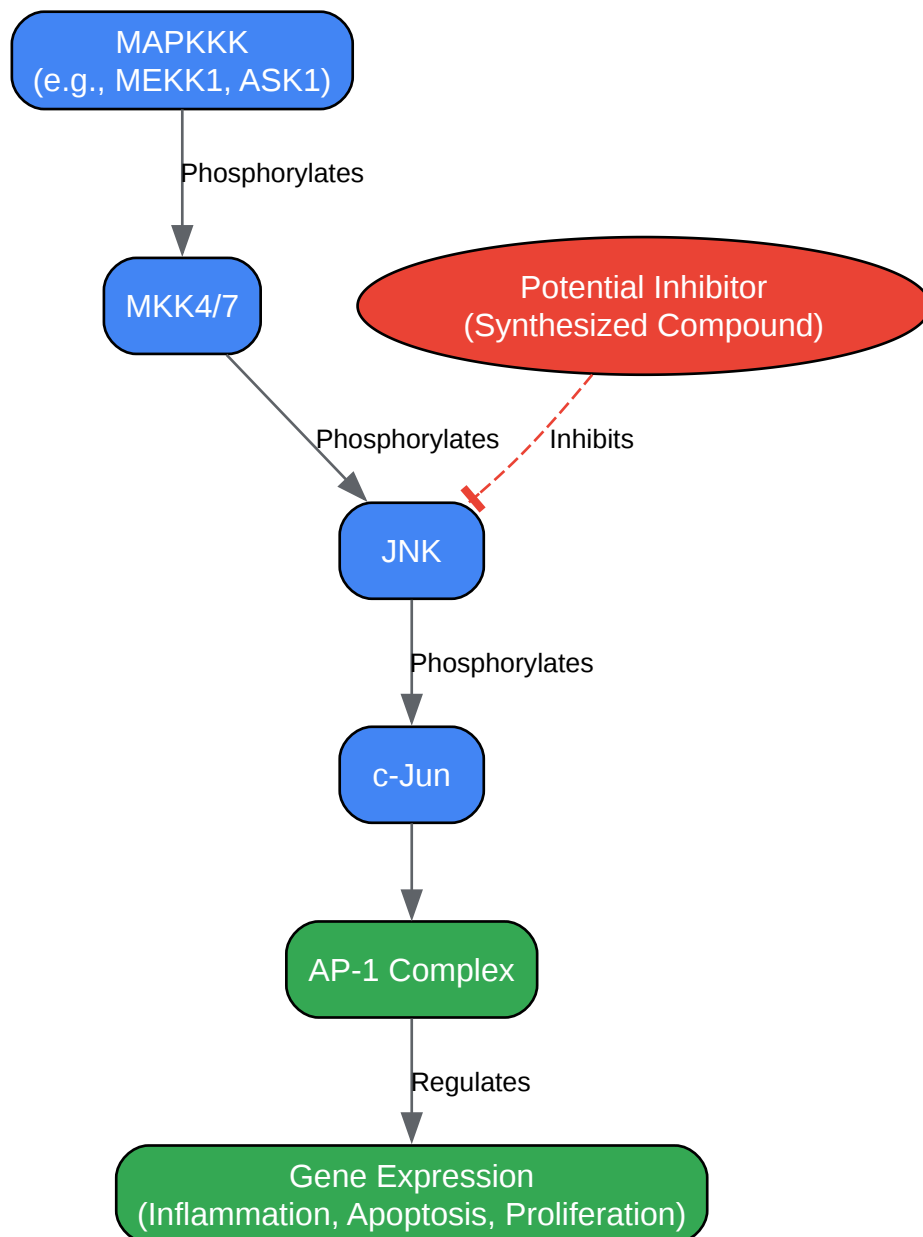 MAPKKK
(e.g., MEKK1, ASK1)
Phosphorylates
MKK4/7
Potential Inhibitor
(Synthesized Compound)
Phosphorylates
Inhibits
JNK
Phosphorylates
c-Jun
AP-1 Complex
Regulates
Gene Expression
(Inflammation, Apoptosis, Proliferation)